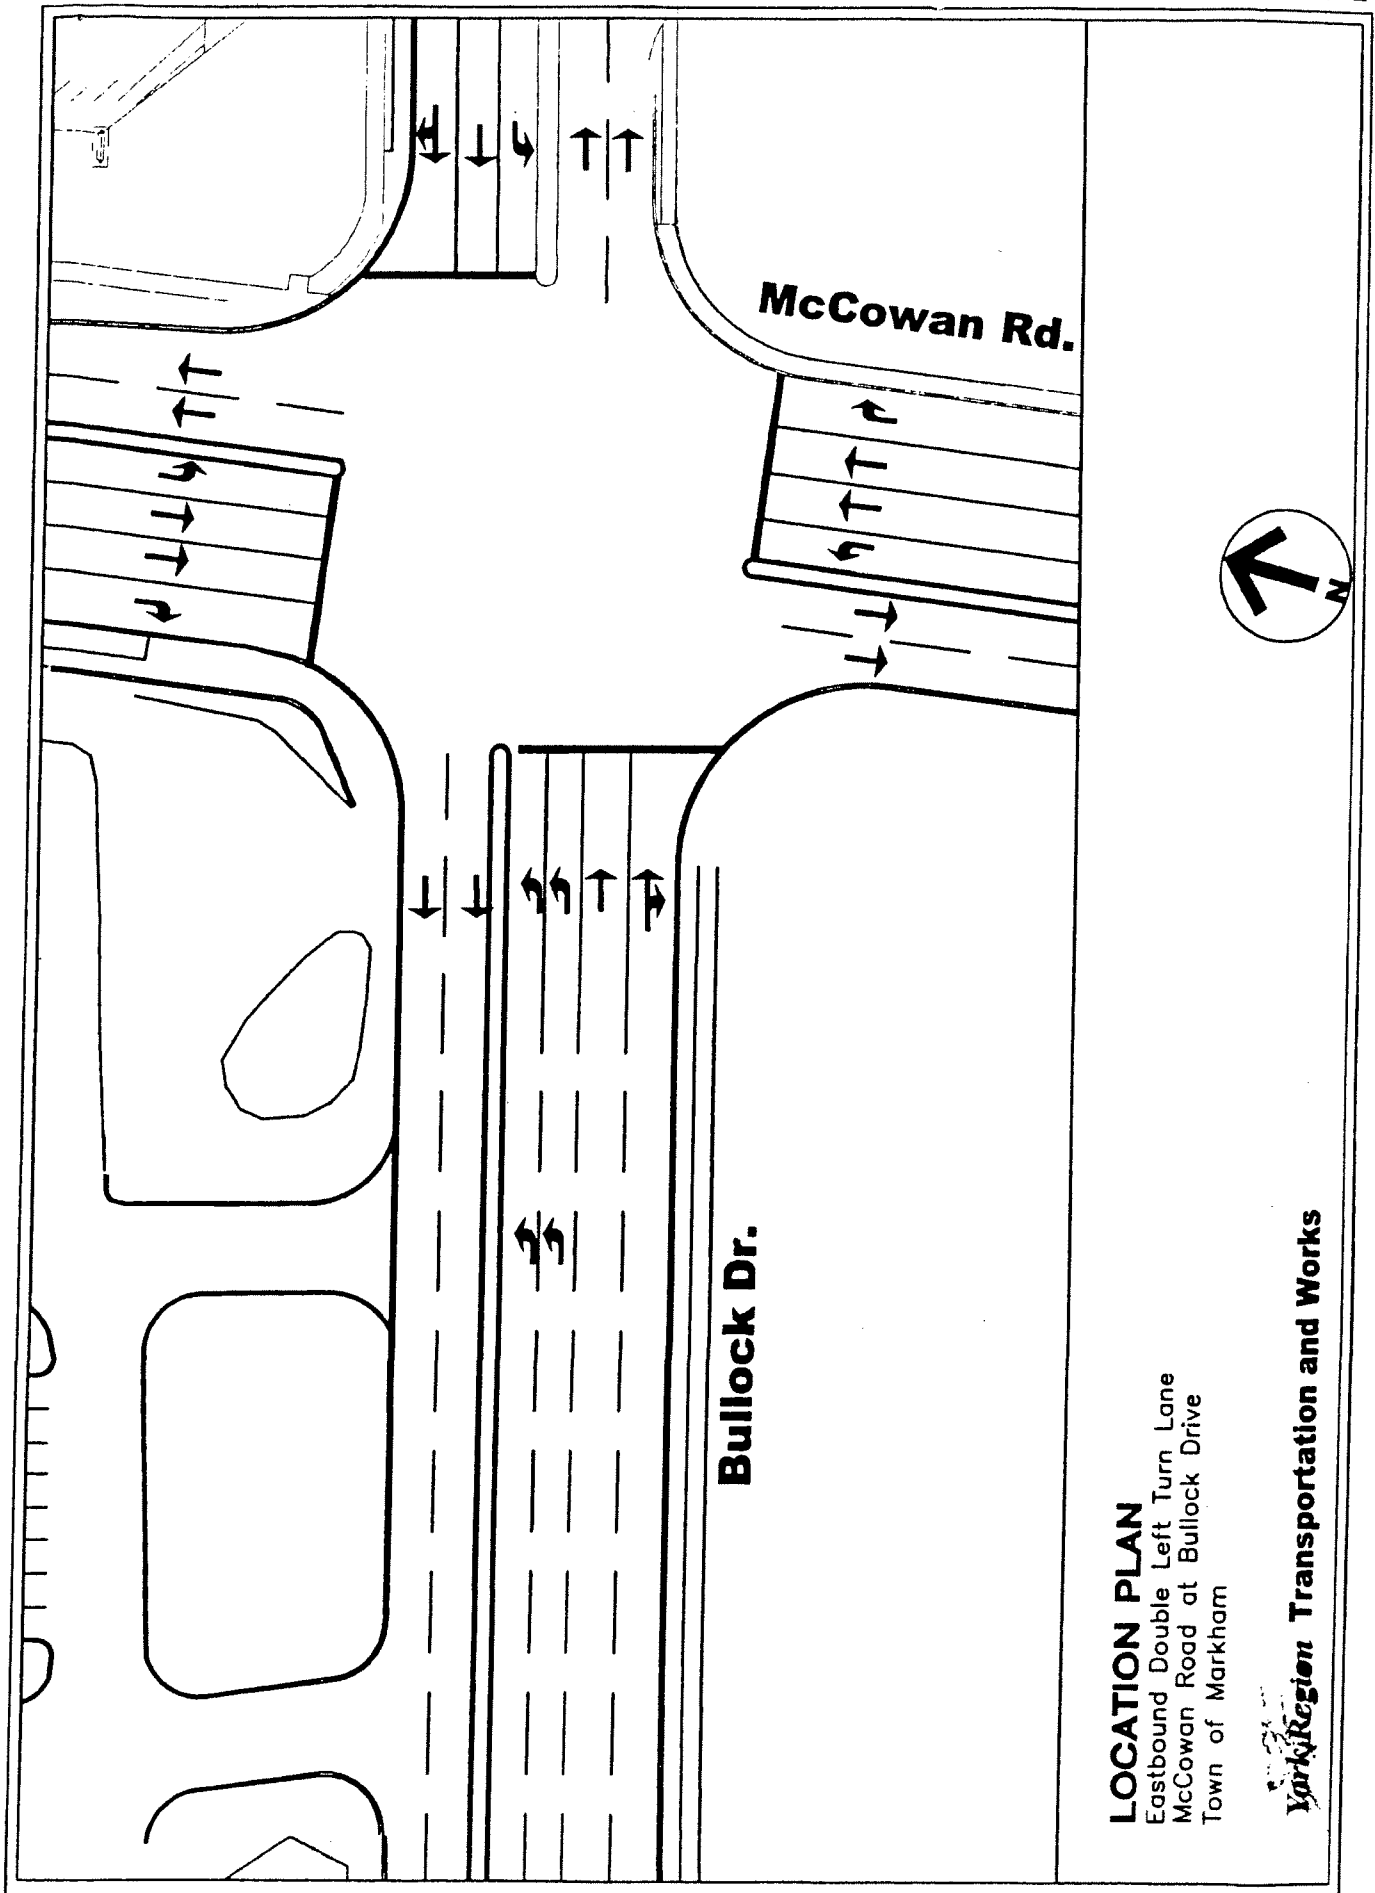 McCowan Rd.
N
Bullock Dr.
LOCATION PLAN
Eastbound Double Left Turn Lane
McCowan Road at Bullock Drive
Town of Markham
York Region Transportation and Works